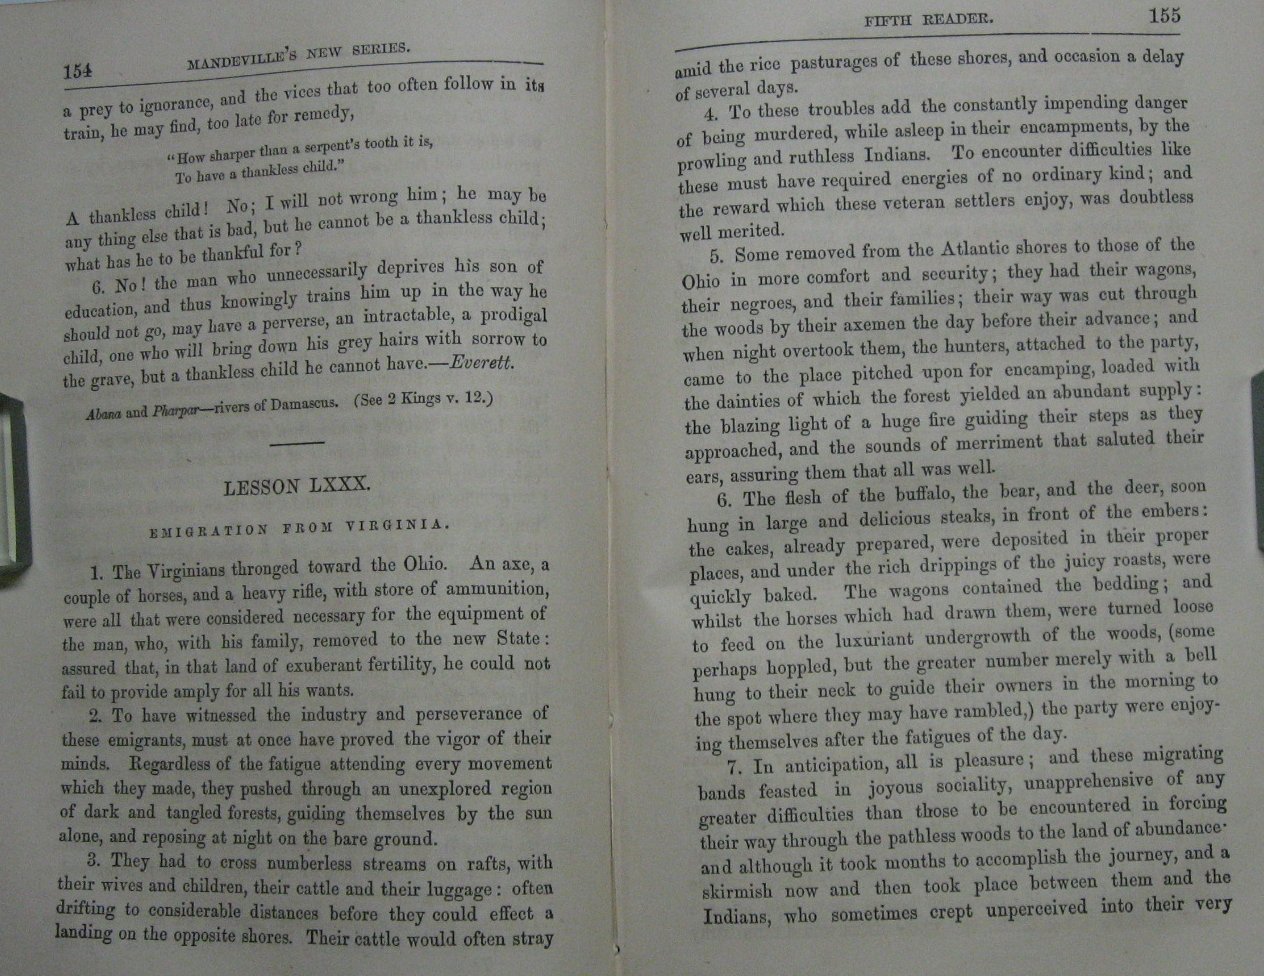 154
MANDEVILLE'S NEW SERIES.
a prey to ignorance, and the vices that too often follow in its
train, he may find, too late for remedy,
"How sharper than a serpent's tooth it is,
To have a thankless child."
A thankless child! No; I will not wrong him; he may be
any thing else that is bad, but he cannot be a thankless child;
what has he to be thankful for?
6. No! the man who unnecessarily deprives his son of
education, and thus knowingly trains him up in the way he
should not go, may have a perverse, an intractable, a prodigal
child, one who will bring down his grey hairs with sorrow to
the grave, but a thankless child he cannot have.—Everett.
Abana and Pharpar—rivers of Damascus. (See 2 Kings v. 12.)
LESSON LXXX.
EMIGRATION FROM VIRGINIA.
1. The Virginians thronged toward the Ohio. An axe, a
couple of horses, and a heavy rifle, with store of ammunition,
were all that were considered necessary for the equipment of
the man, who, with his family, removed to the new State:
assured that, in that land of exuberant fertility, he could not
fail to provide amply for all his wants.
2. To have witnessed the industry and perseverance of
these emigrants, must at once have proved the vigor of their
minds. Regardless of the fatigue attending every movement
which they made, they pushed through an unexplored region
of dark and tangled forests, guiding themselves by the sun
alone, and reposing at night on the bare ground.
3. They had to cross numberless streams on rafts, with
their wives and children, their cattle and their luggage: often
drifting to considerable distances before they could effect a
landing on the opposite shores. Their cattle would often stray
FIFTH READER.
155
amid the rice pasturages of these shores, and occasion a delay
of several days.
4. To these troubles add the constantly impending danger
of being murdered, while asleep in their encampments, by the
prowling and ruthless Indians. To encounter difficulties like
these must have required energies of no ordinary kind; and
the reward which these veteran settlers enjoy, was doubtless
well merited.
5. Some removed from the Atlantic shores to those of the
Ohio in more comfort and security; they had their wagons,
their negroes, and their families; their way was cut through
the woods by their axemen the day before their advance; and
when night overtook them, the hunters, attached to the party,
came to the place pitched upon for encamping, loaded with
the dainties of which the forest yielded an abundant supply:
the blazing light of a huge fire guiding their steps as they
approached, and the sounds of merriment that saluted their
ears, assuring them that all was well.
6. The flesh of the buffalo, the bear, and the deer, soon
hung in large and delicious steaks, in front of the embers:
the cakes, already prepared, were deposited in their proper
places, and under the rich drippings of the juicy roasts, were
quickly baked. The wagons contained the bedding; and
whilst the horses which had drawn them, were turned loose
to feed on the luxuriant undergrowth of the woods, (some
perhaps hoppled, but the greater number merely with a bell
hung to their neck to guide their owners in the morning to
the spot where they may have rambled,) the party were enjoy-
ing themselves after the fatigues of the day.
7. In anticipation, all is pleasure; and these migrating
bands feasted in joyous sociality, unapprehensive of any
greater difficulties than those to be encountered in forcing
their way through the pathless woods to the land of abundance·
and although it took months to accomplish the journey, and a
skirmish now and then took place between them and the
Indians, who sometimes crept unperceived into their very